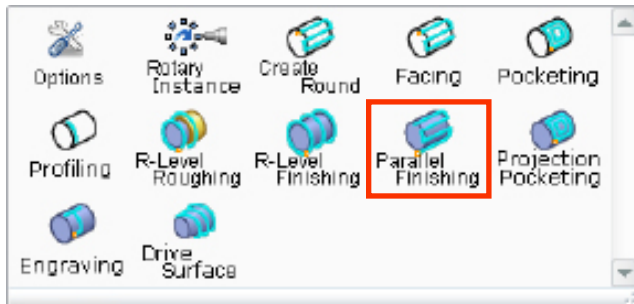 Options
Rotary
Instance
Create
Round
Facing
Pocketing
Profiling
R-Level
Roughing
R-Level
Finishing
Parallel
Finishing
Projection
Pocketing
Engraving
Drive
Surface